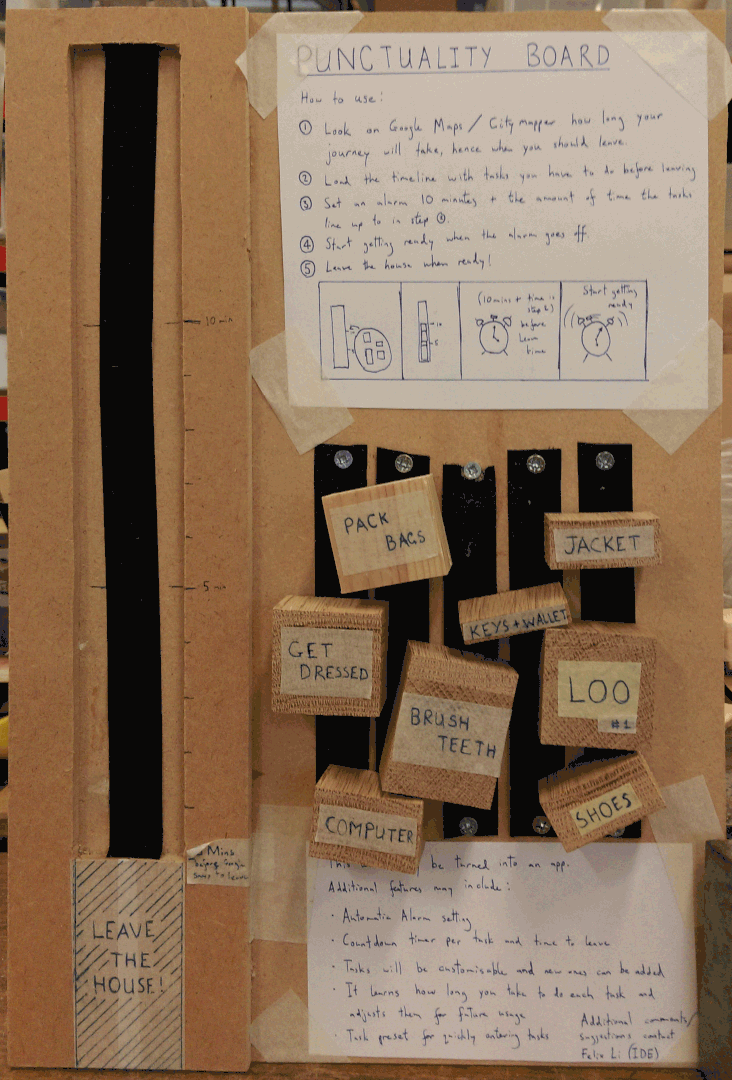 PUNCTUALITY BOARD
How to use:
① Look on Google Maps / Citymapper how long your
journey will take, hence when you should leave.
② Load the timeline with tasks you have to do before leaving
③ Set an alarm 10 minutes + the amount of time the tasks
line up to in step ①.
④ Start getting ready when the alarm goes off.
⑤ Leave the house when ready!
10
5
(10 mins + time in
step 2)
before
leave
time
Start getting
ready
10 min
5 min
PACK
BAGS
JACKET
KEYS + WALLET
GET
DRESSED
LOO
#1
BRUSH
TEETH
SHOES
COMPUTER
Mins
to leave
LEAVE
THE
HOUSE!
This be turned into an app.
Additional features may include:
· Automatic Alarm setting
· Countdown timer per task and time to leave
· Tasks will be customisable and new ones can be added
· It learns how long you take to do each task and
adjusts them for future usage
· Task preset for quickly entering tasks
Additional comments/
suggestions contact
Felix Li (IDE)